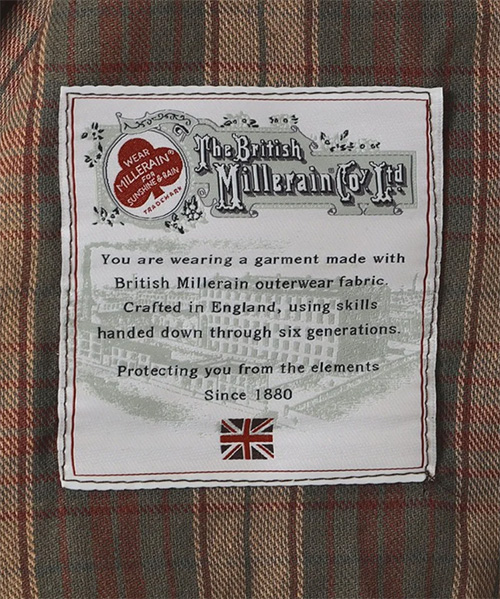 WEAR
MILLERAIN®
FOR
SUNSHINE & RAIN
TRADEMARK
The British
Millerain Coy Ltd
You are wearing a garment made with
British Millerain outerwear fabric.
Crafted in England, using skills
handed down through six generations.
Protecting you from the elements
Since 1880